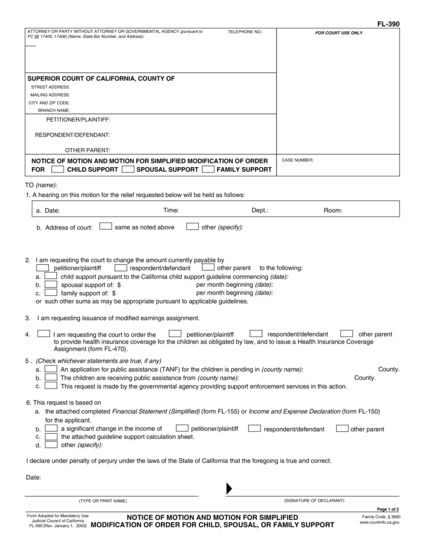 FL-390
ATTORNEY OR PARTY WITHOUT ATTORNEY OR GOVERNMENTAL AGENCY (pursuant to
FC §§ 17400, 17406) (Name, State Bar Number, and Address):
TELEPHONE NO.:
FOR COURT USE ONLY
SUPERIOR COURT OF CALIFORNIA, COUNTY OF
STREET ADDRESS:
MAILING ADDRESS:
CITY AND ZIP CODE:
BRANCH NAME:
PETITIONER/PLAINTIFF:
RESPONDENT/DEFENDANT:
OTHER PARENT:
NOTICE OF MOTION AND MOTION FOR SIMPLIFIED MODIFICATION OF ORDER
FOR CHILD SUPPORT SPOUSAL SUPPORT FAMILY SUPPORT
CASE NUMBER:
TO (name):
1. A hearing on this motion for the relief requested below will be held as follows:
a. Date: Time: Dept.: Room:
b. Address of court: same as noted above other (specify):
2. I am requesting the court to change the amount currently payable by
petitioner/plaintiff respondent/defendant other parent to the following:
a. child support pursuant to the California child support guideline commencing (date):
b. spousal support of: $ per month beginning (date):
c. family support of: $ per month beginning (date):
or such other sums as may be appropriate pursuant to applicable guidelines.
3. I am requesting issuance of modified earnings assignment.
4. I am requesting the court to order the petitioner/plaintiff respondent/defendant other parent
to provide health insurance coverage for the children as obligated by law, and to issue a Health Insurance Coverage
Assignment (form FL-470).
5 . (Check whichever statements are true, if any)
a. An application for public assistance (TANF) for the children is pending in (county name): County.
b. The children are receiving public assistance from (county name): County.
c. This request is made by the governmental agency providing support enforcement services in this action.
6. This request is based on
a. the attached completed Financial Statement (Simplified) (form FL-155) or Income and Expense Declaration (form FL-150)
for the applicant.
b. a significant change in the income of petitioner/plaintiff respondent/defendant other parent
c. the attached guideline support calculation sheet.
d. other (specify):
I declare under penalty of perjury under the laws of the State of California that the foregoing is true and correct.
Date:
(TYPE OR PRINT NAME) (SIGNATURE OF DECLARANT)
Page 1 of 2
Form Adopted for Mandatory Use
Judicial Council of California
FL-390 [Rev. January 1, 2003]
NOTICE OF MOTION AND MOTION FOR SIMPLIFIED
MODIFICATION OF ORDER FOR CHILD, SPOUSAL, OR FAMILY SUPPORT
Family Code, § 3680
www.courtinfo.ca.gov